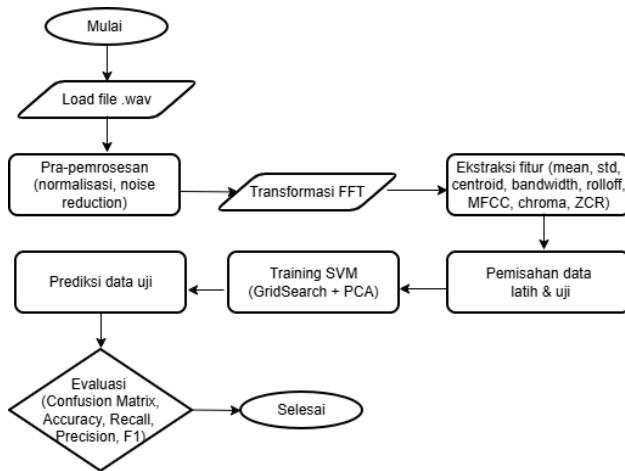 Mulai
Load file .wav
Pra-pemrosesan
(normalisasi, noise
reduction)
Transformasi FFT
Ekstraksi fitur (mean, std,
centroid, bandwidth, rolloff,
MFCC, chroma, ZCR)
Pemisahan data
latih & uji
Training SVM
(GridSearch + PCA)
Prediksi data uji
Evaluasi
(Confusion Matrix,
Accuracy, Recall,
Precision, F1)
Selesai